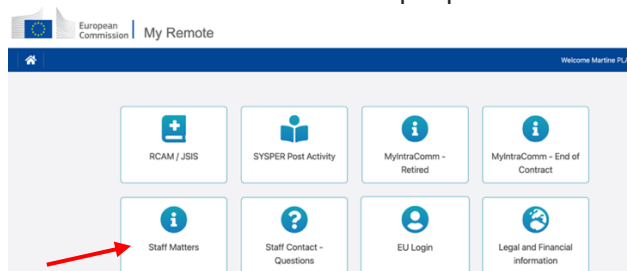 European
Commission
My Remote
Welcome Martine PLA
RCAM / JSIS
SYSPER Post Activity
MyIntraComm -
Retired
MyIntraComm - End of
Contract
Staff Matters
Staff Contact -
Questions
EU Login
Legal and Financial
information